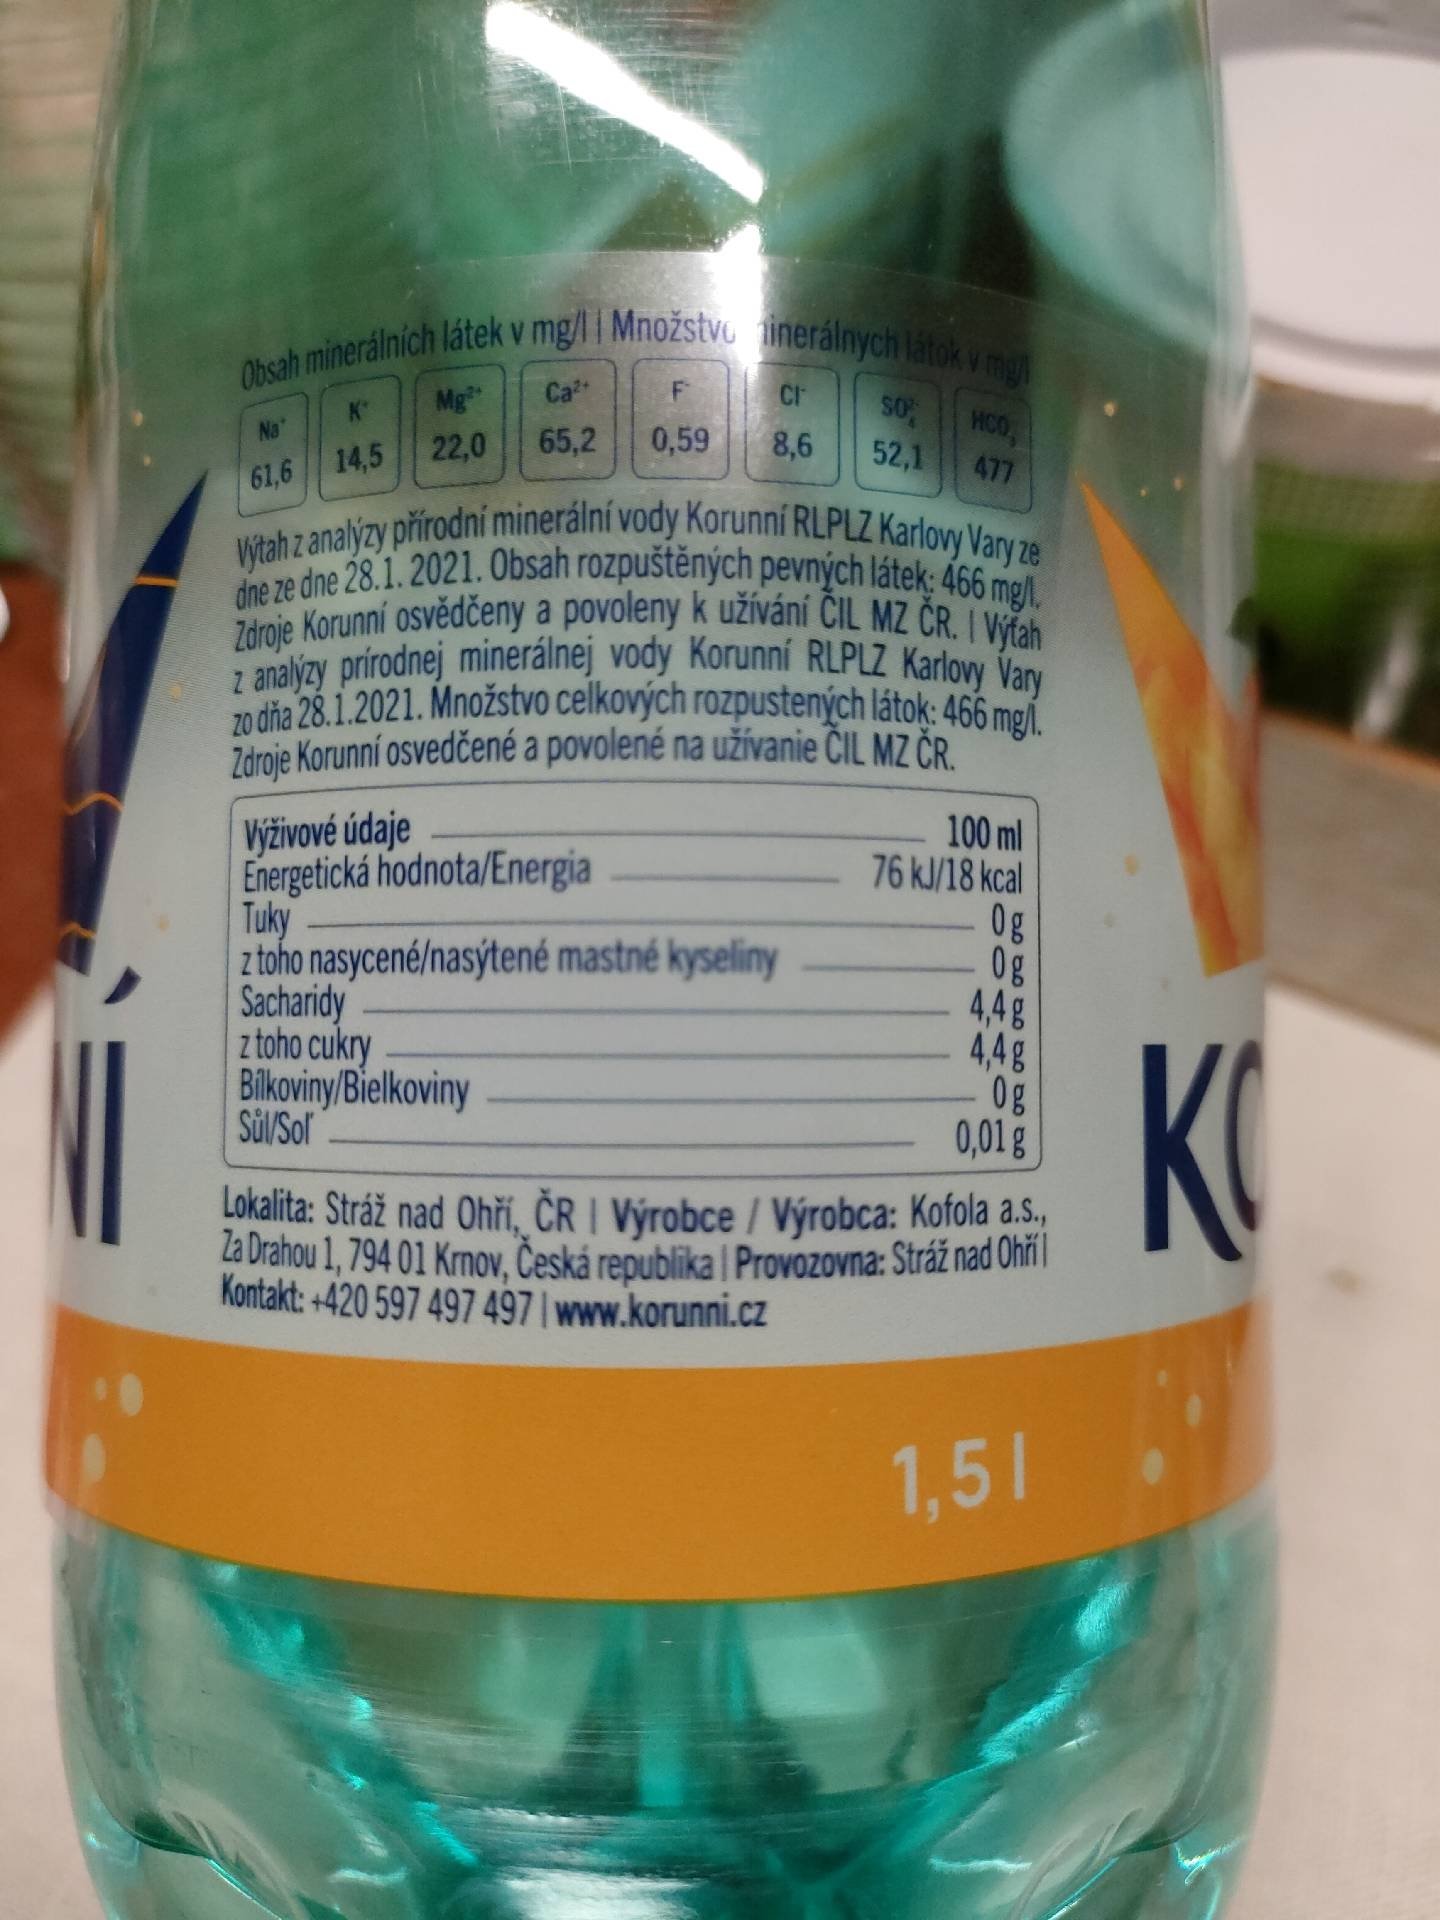 Obsah minerálních látek v mg/l | Množstvo minerálnych látok v mg/l
Na⁺ K⁺ Mg²⁺ Ca²⁺ F⁻ Cl⁻ SO₄²⁻ HCO₃
61,6 14,5 22,0 65,2 0,59 8,6 52,1 477
Výtah z analýzy přírodní minerální vody Korunní RLPLZ Karlovy Vary ze
dne ze dne 28.1. 2021. Obsah rozpuštěných pevných látek: 466 mg/l.
Zdroje Korunní osvědčeny a povoleny k užívání ČIL MZ ČR. | Výťah
z analýzy prírodnej minerálnej vody Korunní RLPLZ Karlovy Vary
zo dňa 28.1.2021. Množstvo celkových rozpustených látok: 466 mg/l.
Zdroje Korunní osvedčené a povolené na užívanie ČIL MZ ČR.
Výživové údaje 100 ml
Energetická hodnota/Energia 76 kJ/18 kcal
Tuky 0 g
z toho nasycené/nasýtené mastné kyseliny 0 g
Sacharidy 4,4 g
z toho cukry 4,4 g
Bílkoviny/Bielkoviny 0 g
Sůl/Soľ 0,01 g
Lokalita: Stráž nad Ohří, ČR | Výrobce / Výrobca: Kofola a.s.,
Za Drahou 1, 794 01 Krnov, Česká republika | Provozovna: Stráž nad Ohří |
Kontakt: +420 597 497 497 | www.korunni.cz
NÍ
KO
1,5 l